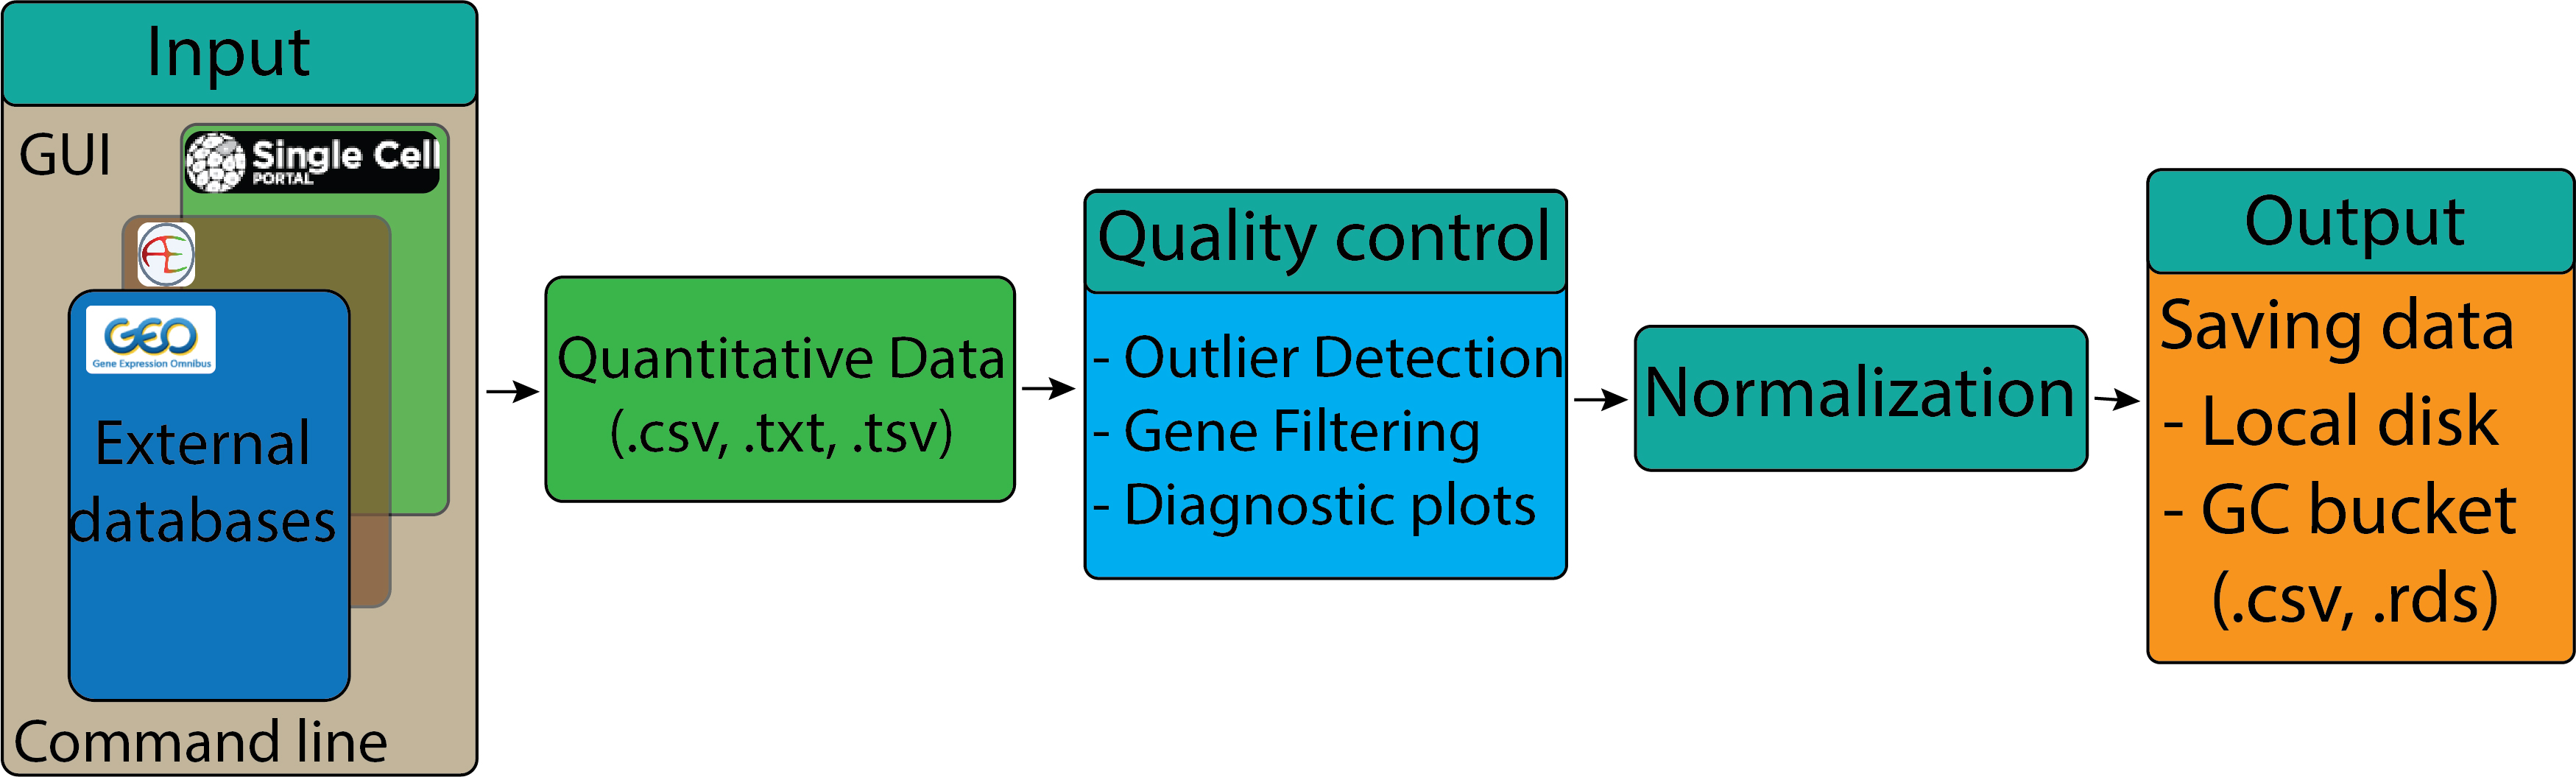 Input
GUI
Single Cell
PORTAL
GEO
Gene Expression Omnibus
External
databases
Command line
Quantitative Data
(.csv, .txt, .tsv)
Quality control
- Outlier Detection
- Gene Filtering
- Diagnostic plots
Normalization
Output
Saving data
- Local disk
- GC bucket
(.csv, .rds)